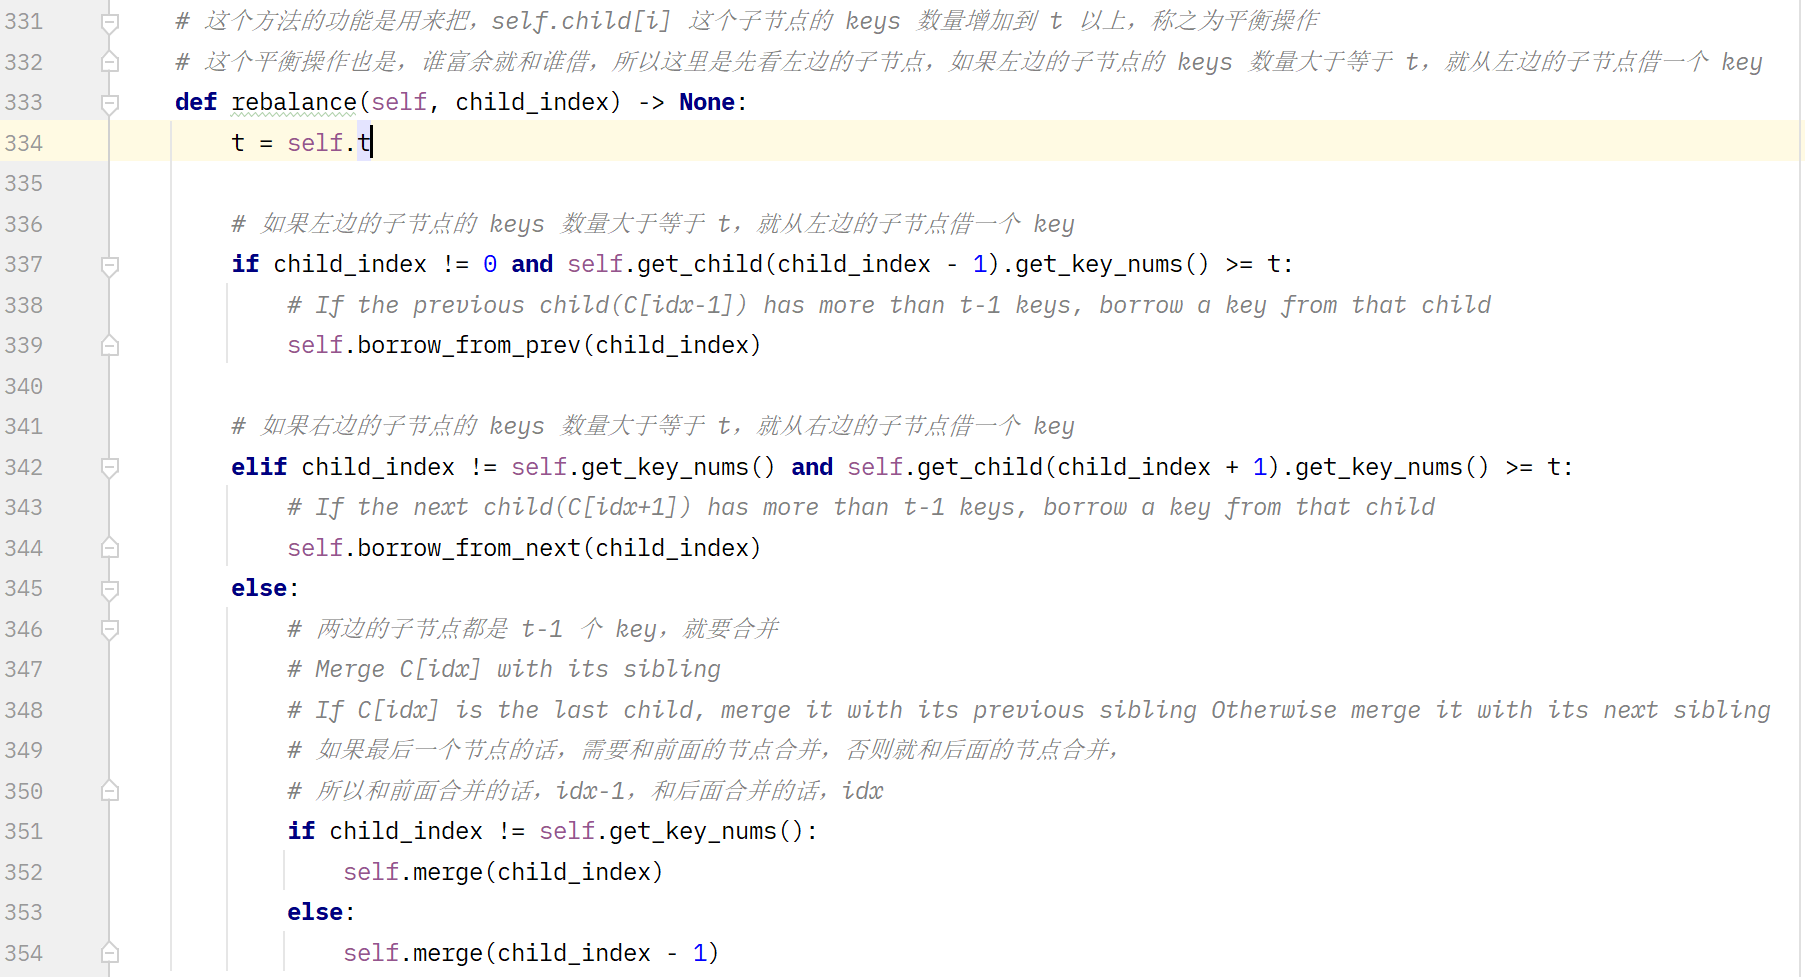 331 # 这个方法的功能是用来把，self.child[i] 这个子节点的 keys 数量增加到 t 以上，称之为平衡操作
332 # 这个平衡操作也是，谁富余就和谁借，所以这里是先看左边的子节点，如果左边的子节点的 keys 数量大于等于 t，就从左边的子节点借一个 key
333 def rebalance(self, child_index) -> None:
334 t = self.t
335
336 # 如果左边的子节点的 keys 数量大于等于 t，就从左边的子节点借一个 key
337 if child_index != 0 and self.get_child(child_index - 1).get_key_nums() >= t:
338 # If the previous child(C[idx-1]) has more than t-1 keys, borrow a key from that child
339 self.borrow_from_prev(child_index)
340
341 # 如果右边的子节点的 keys 数量大于等于 t，就从右边的子节点借一个 key
342 elif child_index != self.get_key_nums() and self.get_child(child_index + 1).get_key_nums() >= t:
343 # If the next child(C[idx+1]) has more than t-1 keys, borrow a key from that child
344 self.borrow_from_next(child_index)
345 else:
346 # 两边的子节点都是 t-1 个 key，就要合并
347 # Merge C[idx] with its sibling
348 # If C[idx] is the last child, merge it with its previous sibling Otherwise merge it with its next sibling
349 # 如果最后一个节点的话，需要和前面的节点合并，否则就和后面的节点合并，
350 # 所以和前面合并的话，idx-1，和后面合并的话，idx
351 if child_index != self.get_key_nums():
352 self.merge(child_index)
353 else:
354 self.merge(child_index - 1)